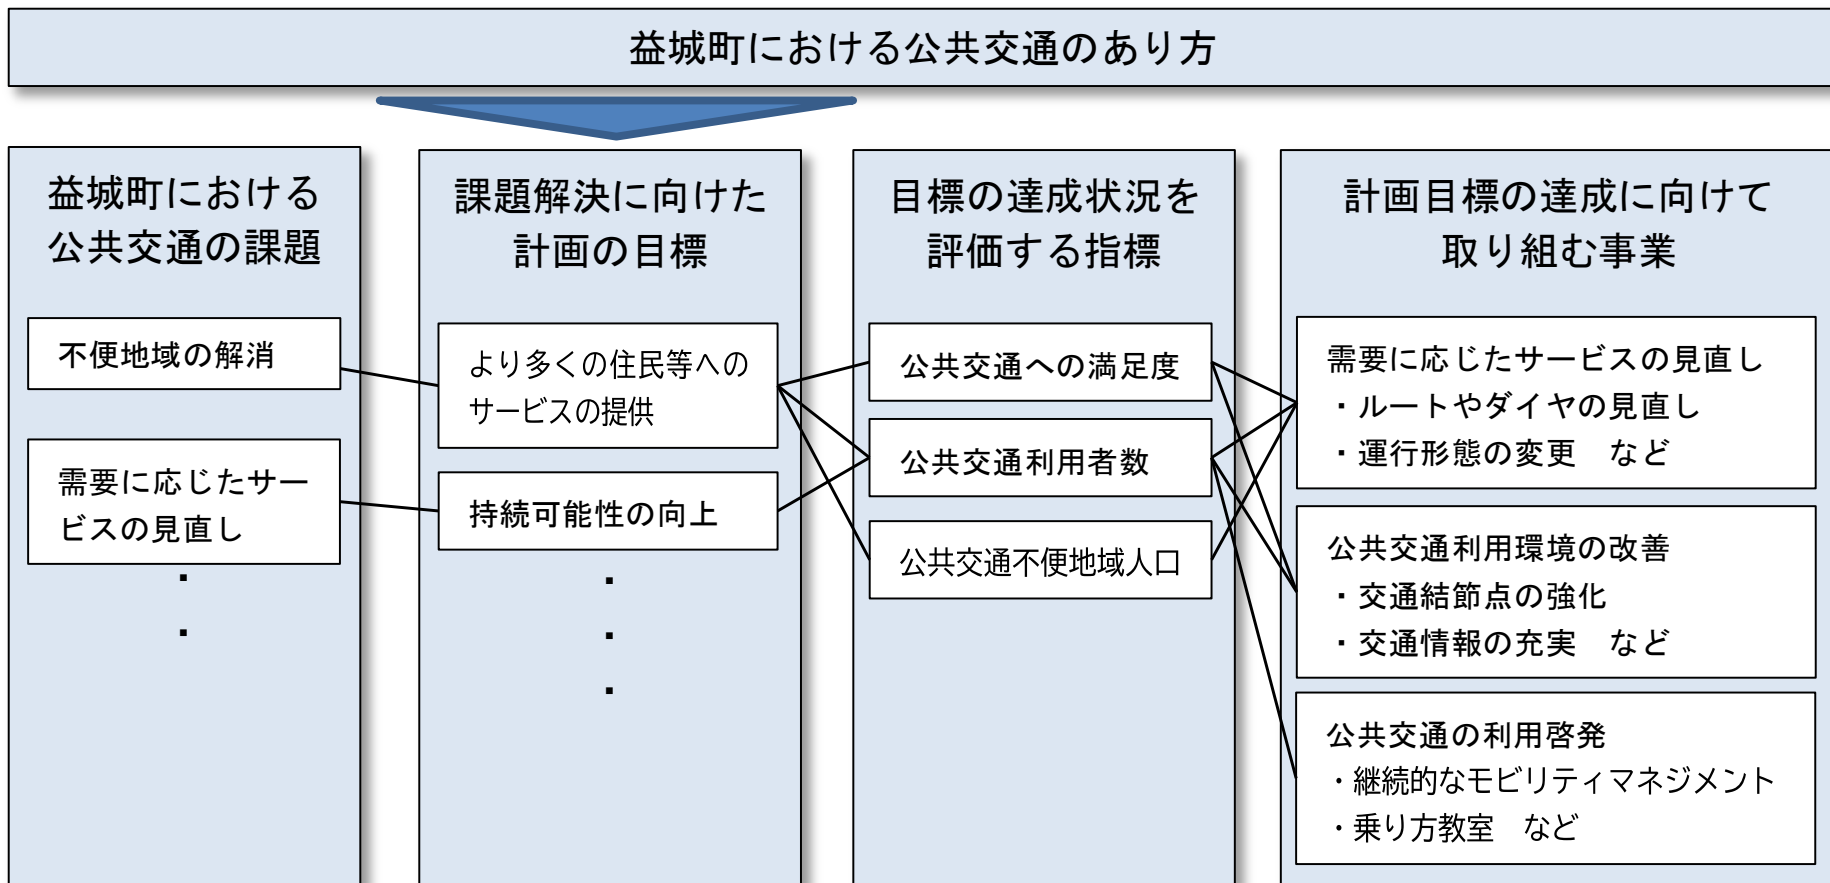 益城町における公共交通のあり方
益城町における
公共交通の課題
不便地域の解消
需要に応じたサー
ビスの見直し
・
・
課題解決に向けた
計画の目標
より多くの住民等への
サービスの提供
持続可能性の向上
・
・
・
目標の達成状況を
評価する指標
公共交通への満足度
公共交通利用者数
公共交通不便地域人口
計画目標の達成に向けて
取り組む事業
需要に応じたサービスの見直し
・ルートやダイヤの見直し
・運行形態の変更　など
公共交通利用環境の改善
・交通結節点の強化
・交通情報の充実　など
公共交通の利用啓発
・継続的なモビリティマネジメント
・乗り方教室　など